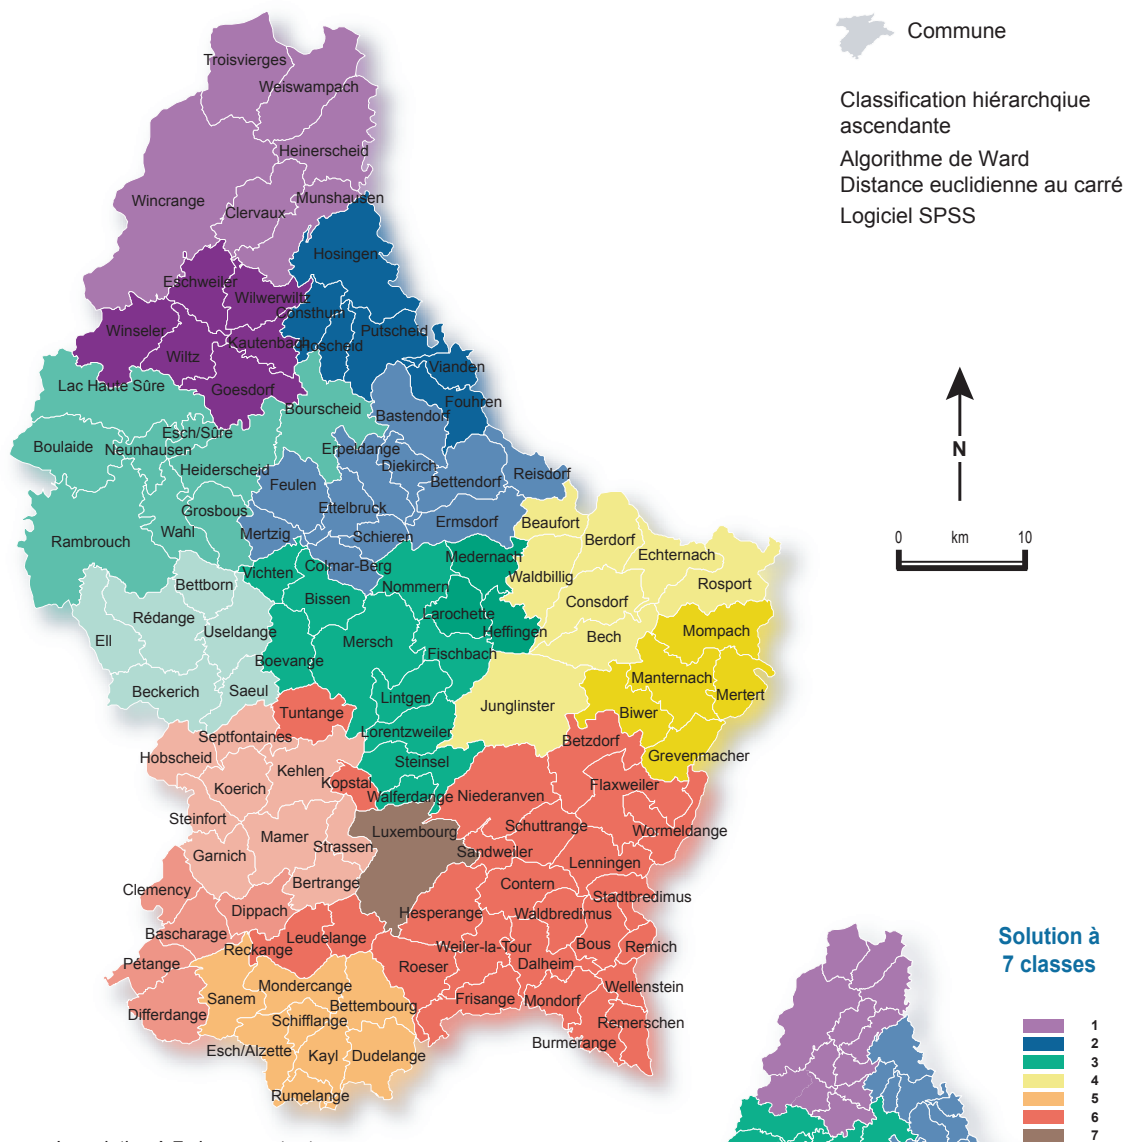 Commune
Classification hiérarchqiue
ascendante
Algorithme de Ward
Distance euclidienne au carré
Logiciel SPSS
Troisvierges
Weiswampach
Heinerscheid
Wincrange
Munshausen
Clervaux
Hosingen
Eschweiler
Wilwerwiltz
Consthum
Winseler
Putscheid
Kautenbach
Hoscheid
Wiltz
Vianden
Lac Haute Sûre
Goesdorf
Fouhren
Bourscheid
Bastendorf
Esch/Sûre
Boulaide
Neunhausen
Erpeldange
N
Heiderscheid
Diekirch
Reisdorf
Feulen
Bettendorf
Grosbous
Ettelbruck
Ermsdorf
Beaufort
Wahl
Mertzig
Schieren
Berdorf
0 km 10
Rambrouch
Medernach
Echternach
Vichten
Colmar-Berg
Waldbillig
Bettborn
Nommern
Rosport
Bissen
Consdorf
Rédange
Larochette
Ell
Useldange
Mersch
Heffingen
Bech
Mompach
Boevange
Fischbach
Manternach
Beckerich
Saeul
Lintgen
Mertert
Tuntange
Junglinster
Biwer
Septfontaines
Lorentzweiler
Betzdorf
Hobscheid
Steinsel
Grevenmacher
Kehlen
Koerich
Kopstal
Flaxweiler
Walferdange
Niederanven
Steinfort
Schuttrange
Mamer
Luxembourg
Wormeldange
Strassen
Garnich
Sandweiler
Lenningen
Bertrange
Contern
Clemency
Stadtbredimus
Dippach
Hesperange
Waldbredimus
Bascharage
Leudelange
Reckange
Weiler-la-Tour
Bous
Remich
Solution à
7 classes
Pétange
Roeser
Dalheim
Mondercange
Wellenstein
Sanem
Bettembourg
Frisange
Mondorf
Differdange
Schifflange
Remerschen
Esch/Alzette
Kayl
Dudelange
Burmerange
Rumelange
1
2
3
4
5
6
7